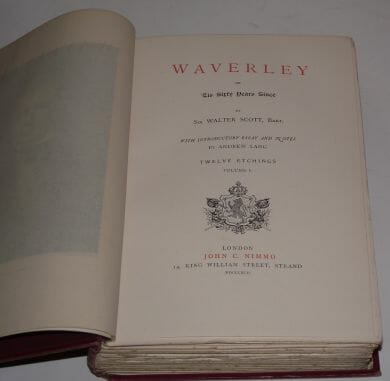 WAVERLEY
OR
'Tis Sixty Years Since
BY
SIR WALTER SCOTT, BART.
WITH INTRODUCTORY ESSAY AND NOTES
BY ANDREW LANG
TWELVE ETCHINGS
VOLUME I.
LONDON
JOHN C. NIMMO
14, KING WILLIAM STREET, STRAND